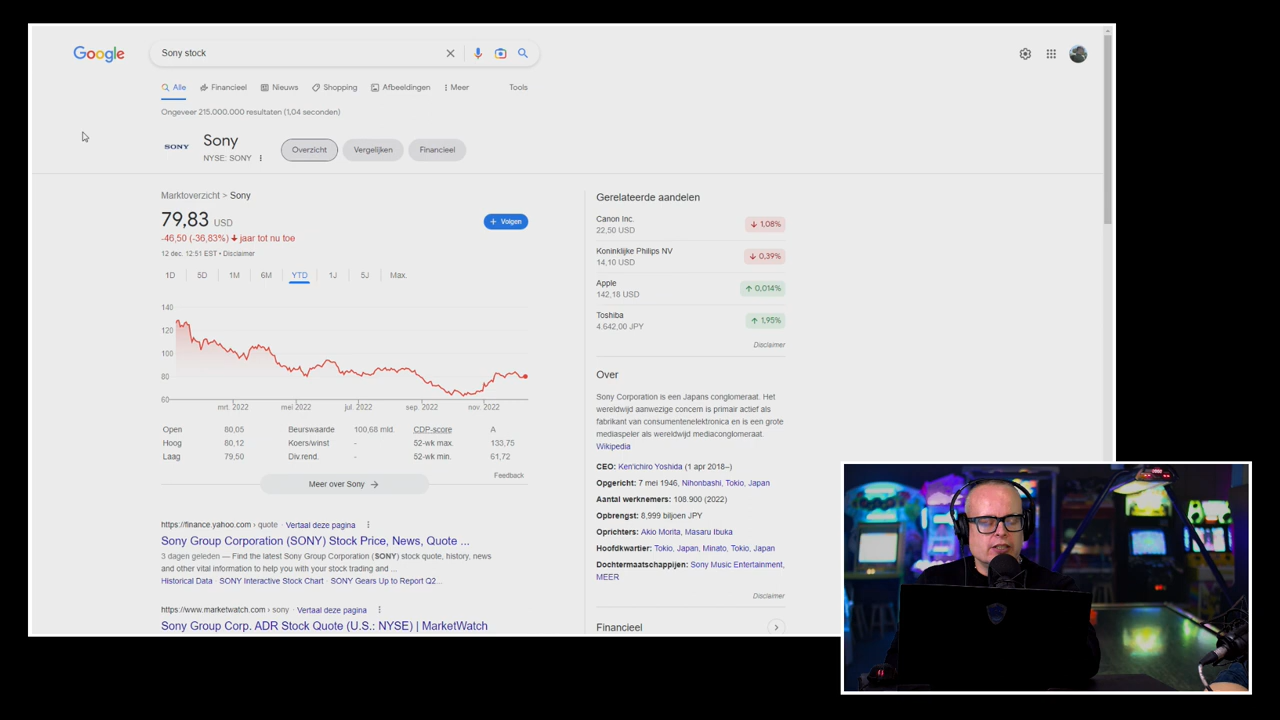 Google
Sony stock
Alle
Financieel
Nieuws
Shopping
Afbeeldingen
Meer
Tools
Ongeveer 215.000.000 resultaten (1,04 seconden)
SONY
Sony
NYSE: SONY
Overzicht
Vergelijken
Financieel
Marktoverzicht > Sony
79,83 USD
+ Volgen
-46,50 (-36,83%) jaar tot nu toe
12 dec. 12:51 EST • Disclaimer
1D 5D 1M 6M YTD 1J 5J Max.
140
120
100
80
60
mrt. 2022 mei 2022 jul. 2022 sep. 2022 nov. 2022
Open 80,05 Beurswaarde 100,68 mld. CDP-score A
Hoog 80,12 Koers/winst - 52-wk max. 133,75
Laag 79,50 Div.rend. - 52-wk min. 61,72
Feedback
Meer over Sony
https://finance.yahoo.com › quote · Vertaal deze pagina
Sony Group Corporation (SONY) Stock Price, News, Quote ...
3 dagen geleden — Find the latest Sony Group Corporation (SONY) stock quote, history, news
and other vital information to help you with your stock trading and ...
Historical Data · SONY Interactive Stock Chart · SONY Gears Up to Report Q2...
https://www.marketwatch.com › sony · Vertaal deze pagina
Sony Group Corp. ADR Stock Quote (U.S.: NYSE) | MarketWatch
Gerelateerde aandelen
Canon Inc.
22,50 USD
1,08%
Koninklijke Philips NV
14,10 USD
0,39%
Apple
142,18 USD
0,014%
Toshiba
4.642,00 JPY
1,95%
Disclaimer
Over
Sony Corporation is een Japans conglomeraat. Het
wereldwijd aanwezige concern is primair actief als
fabrikant van consumentenelektronica en is een grote
mediaspeler als wereldwijd mediaconglomeraat.
Wikipedia
CEO: Ken'ichiro Yoshida (1 apr 2018–)
Opgericht: 7 mei 1946, Nihonbashi, Tokio, Japan
Aantal werknemers: 108.900 (2022)
Opbrengst: 8,999 biljoen JPY
Oprichters: Akio Morita, Masaru Ibuka
Hoofdkwartier: Tokio, Japan, Minato, Tokio, Japan
Dochtermaatschappijen: Sony Music Entertainment,
MEER
Disclaimer
Financieel